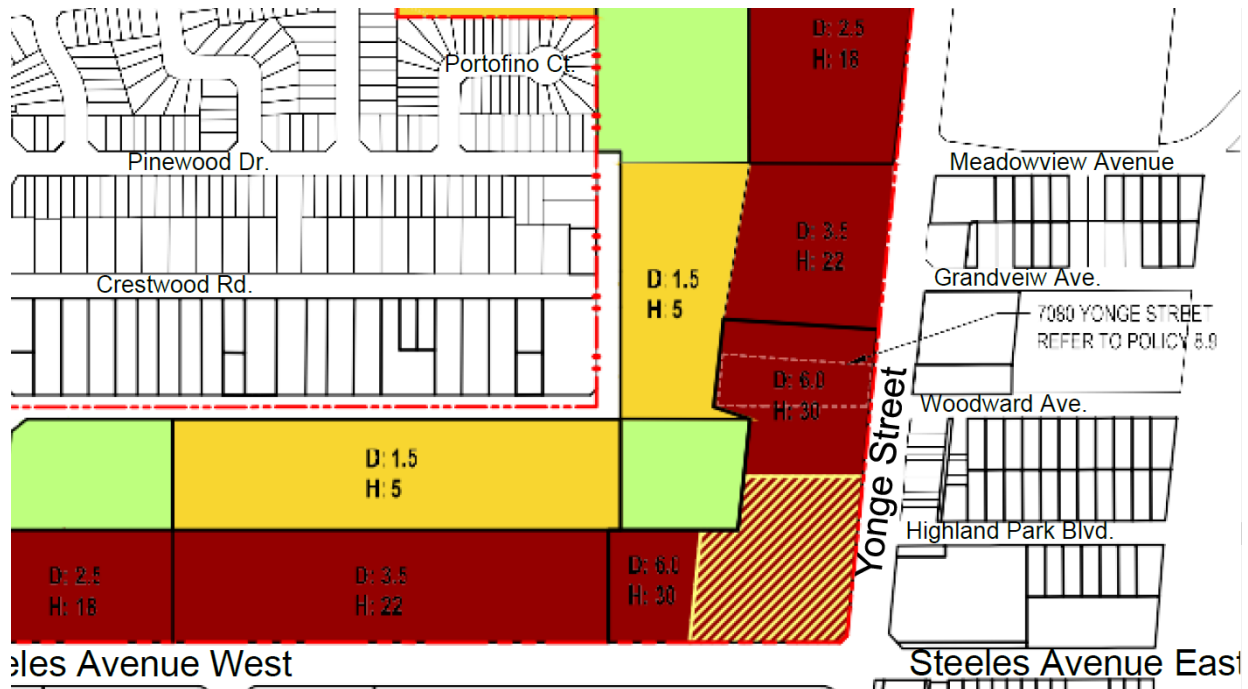 D: 2.5
H: 18
Portofino Ct.
Pinewood Dr.
Meadowview Avenue
D: 3.5
H: 22
D: 1.5
H: 5
Crestwood Rd.
Grandveiw Ave.
7080 YONGE STREET
REFER TO POLICY 8.9
D: 6.0
H: 30
Woodward Ave.
Yonge Street
D: 1.5
H: 5
Highland Park Blvd.
D: 2.5
H: 18
D: 3.5
H: 22
D: 6.0
H: 30
eles Avenue West
Steeles Avenue East